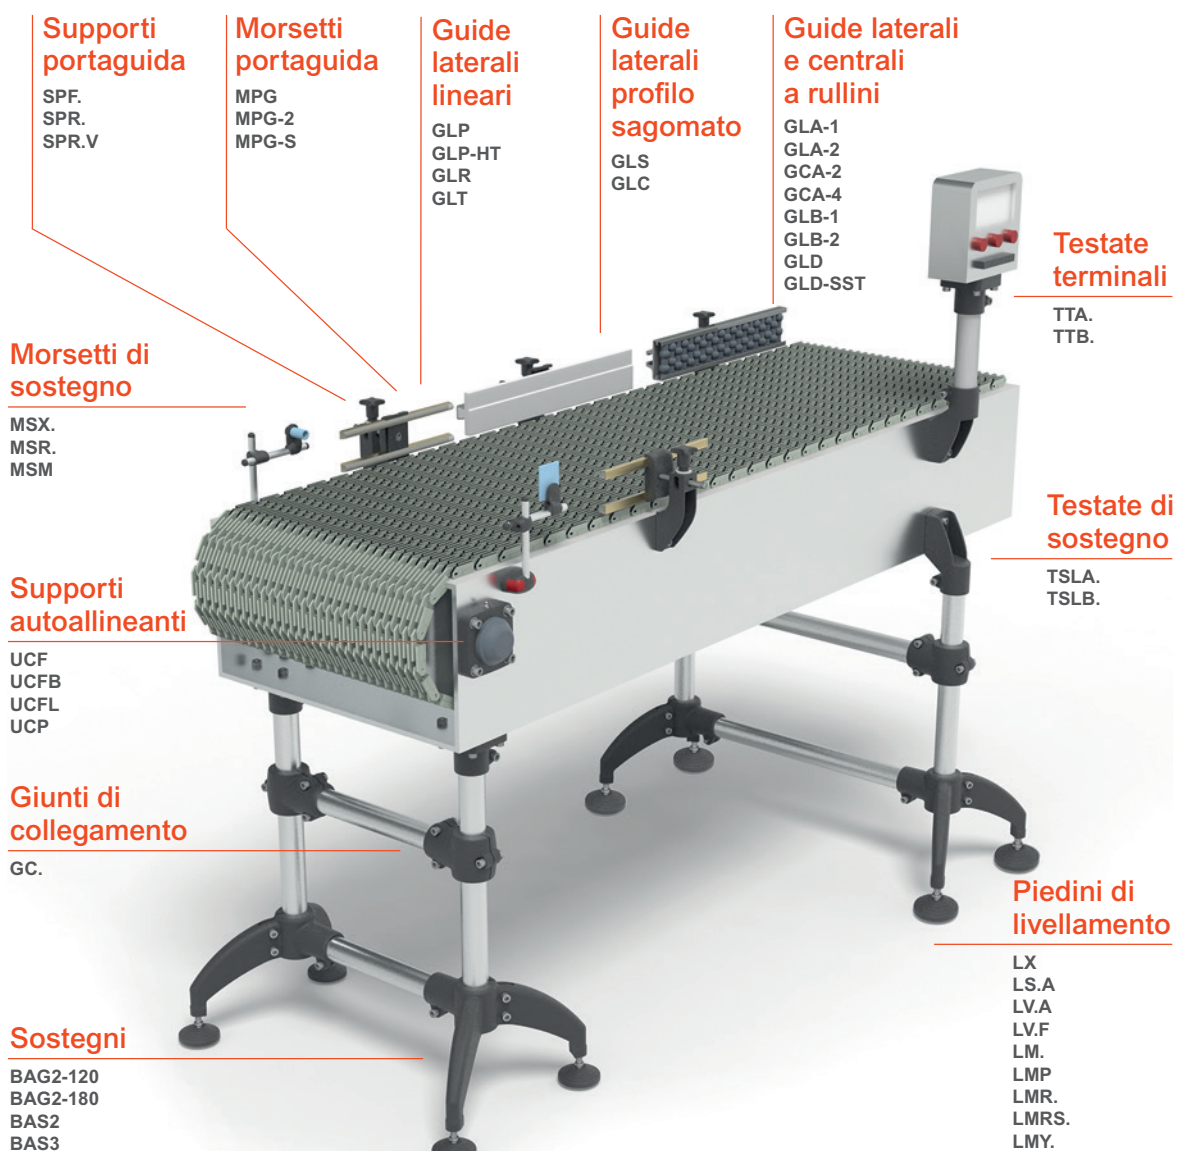 Supporti
portaguida
SPF.
SPR.
SPR.V
Morsetti
portaguida
MPG
MPG-2
MPG-S
Guide
laterali
lineari
GLP
GLP-HT
GLR
GLT
Guide
laterali
profilo
sagomato
GLS
GLC
Guide laterali
e centrali
a rullini
GLA-1
GLA-2
GCA-2
GCA-4
GLB-1
GLB-2
GLD
GLD-SST
Testate
terminali
TTA.
TTB.
Morsetti di
sostegno
MSX.
MSR.
MSM
Testate di
sostegno
TSLA.
TSLB.
Supporti
autoallineanti
UCF
UCFB
UCFL
UCP
Giunti di
collegamento
GC.
Piedini di
livellamento
LX
LS.A
LV.A
LV.F
LM.
LMP
LMR.
LMRS.
LMY.
Sostegni
BAG2-120
BAG2-180
BAS2
BAS3